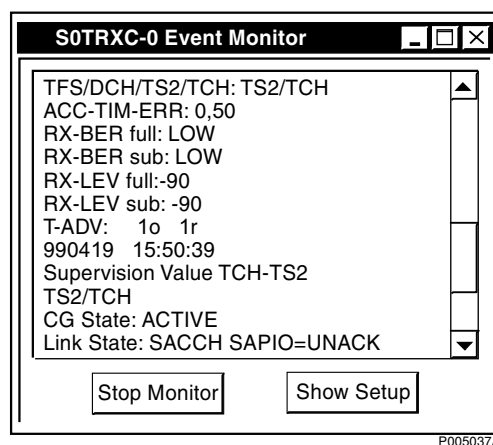 S0TRXC-0 Event Monitor
TFS/DCH/TS2/TCH: TS2/TCH
ACC-TIM-ERR: 0,50
RX-BER full: LOW
RX-BER sub: LOW
RX-LEV full:-90
RX-LEV sub: -90
T-ADV: 1o 1r
990419 15:50:39
Supervision Value TCH-TS2
TS2/TCH
CG State: ACTIVE
Link State: SACCH SAPIO=UNACK
Stop Monitor Show Setup